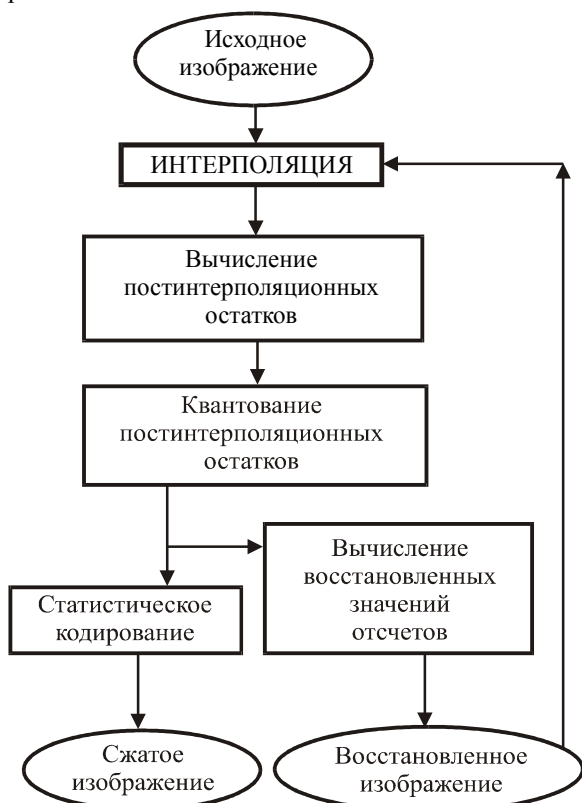 Исходное
изображение
ИНТЕРПОЛЯЦИЯ
Вычисление
постинтерполяционных
остатков
Квантование
постинтерполяционных
остатков
Вычисление
восстановленных
значений
отсчетов
Статистическое
кодирование
Сжатое
изображение
Восстановленное
изображение